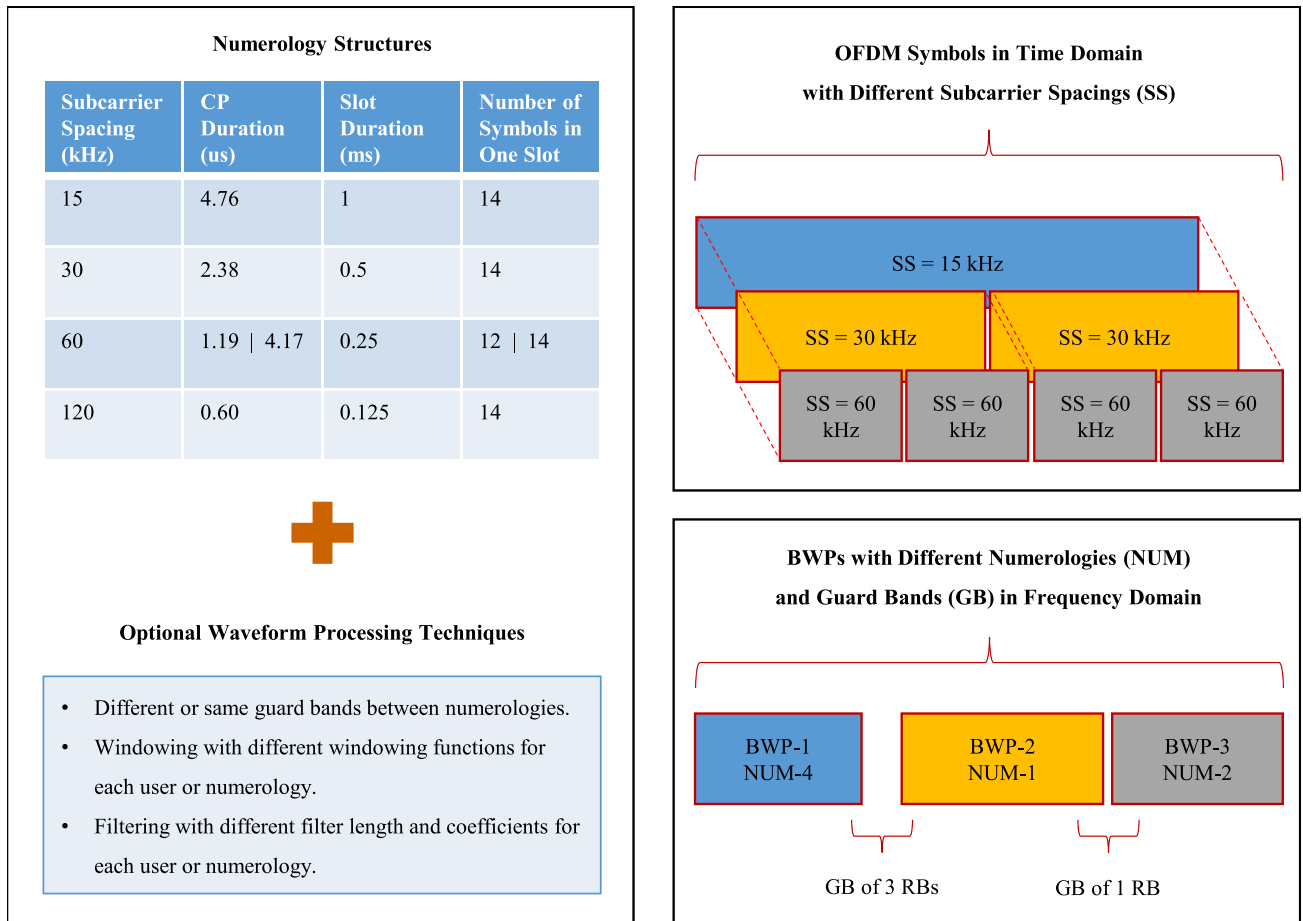 Numerology Structures
Subcarrier Spacing (kHz)
CP Duration (us)
Slot Duration (ms)
Number of Symbols in One Slot
15 4.76 1 14
30 2.38 0.5 14
60 1.19 | 4.17 0.25 12 | 14
120 0.60 0.125 14
Optional Waveform Processing Techniques
• Different or same guard bands between numerologies.
• Windowing with different windowing functions for
each user or numerology.
• Filtering with different filter length and coefficients for
each user or numerology.
OFDM Symbols in Time Domain
with Different Subcarrier Spacings (SS)
SS = 15 kHz
SS = 30 kHz
SS = 30 kHz
SS = 60
kHz
SS = 60
kHz
SS = 60
kHz
SS = 60
kHz
BWPs with Different Numerologies (NUM)
and Guard Bands (GB) in Frequency Domain
BWP-1
NUM-4
BWP-2
NUM-1
BWP-3
NUM-2
GB of 3 RBs
GB of 1 RB